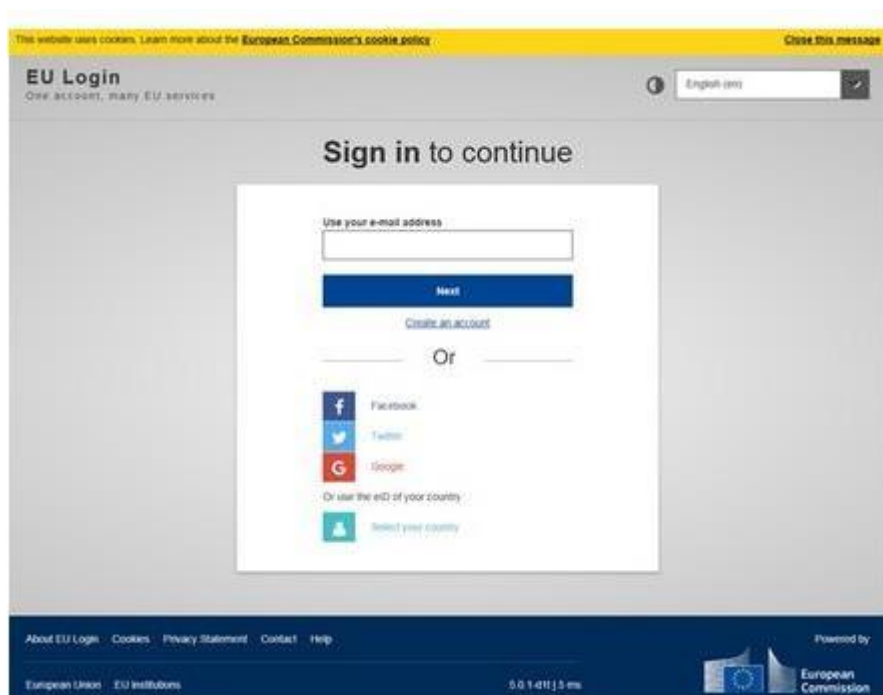 This website uses cookies. Learn more about the European Commission's cookie policy
Close this message
EU Login
One account, many EU services
English (en)
Sign in to continue
Use your e-mail address
Next
Create an account
Or
f Facebook
Twitter
G Google
Or use the eID of your country
Select your country
About EU Login Cookies Privacy Statement Contact Help
Powered by
European Union EU institutions
5 ms
European
Commission